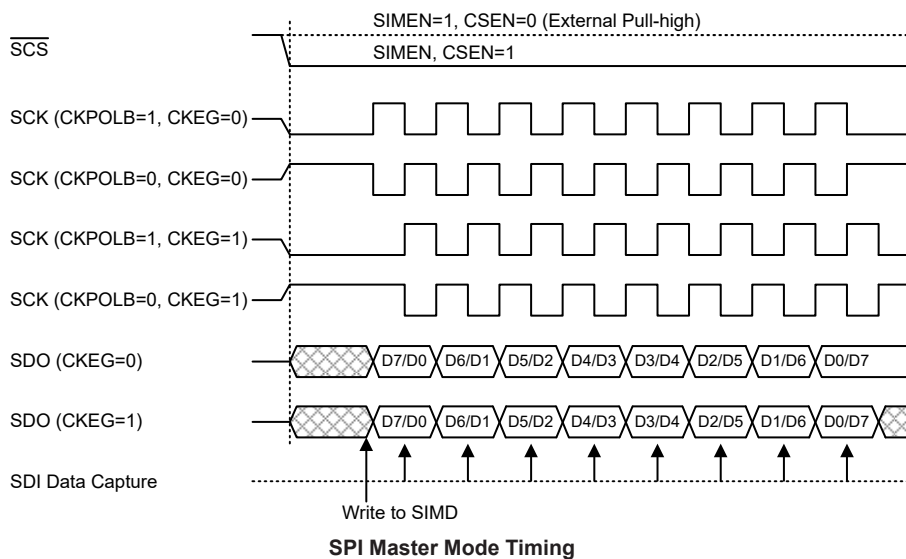 SIMEN=1, CSEN=0 (External Pull-high)
SCS
SIMEN, CSEN=1
SCK (CKPOLB=1, CKEG=0)
SCK (CKPOLB=0, CKEG=0)
SCK (CKPOLB=1, CKEG=1)
SCK (CKPOLB=0, CKEG=1)
SDO (CKEG=0) D7/D0 D6/D1 D5/D2 D4/D3 D3/D4 D2/D5 D1/D6 D0/D7
SDO (CKEG=1) D7/D0 D6/D1 D5/D2 D4/D3 D3/D4 D2/D5 D1/D6 D0/D7
SDI Data Capture
Write to SIMD
SPI Master Mode Timing